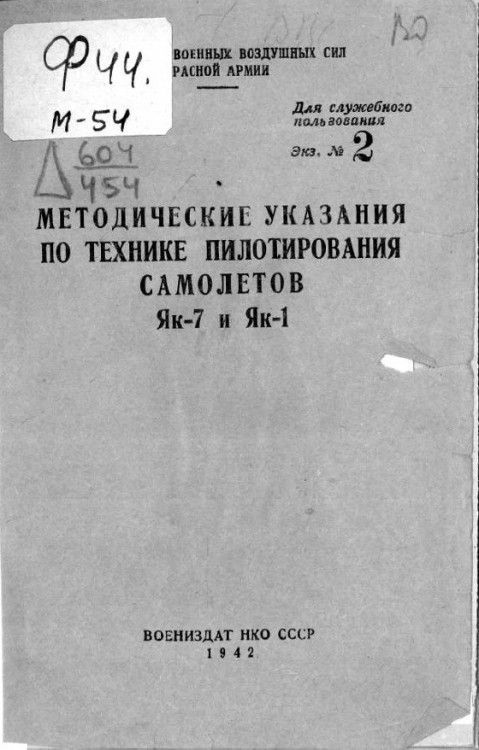 Ф 44.
М-54
ВОЕННЫХ ВОЗДУШНЫХ СИЛ
РАСНОЙ АРМИИ
Для служебного
пользования
Экз. № 2
604
454
МЕТОДИЧЕСКИЕ УКАЗАНИЯ
ПО ТЕХНИКЕ ПИЛОТИРОВАНИЯ
САМОЛЕТОВ
Як-7 и Як-1
ВОЕНИЗДАТ НКО СССР
1942